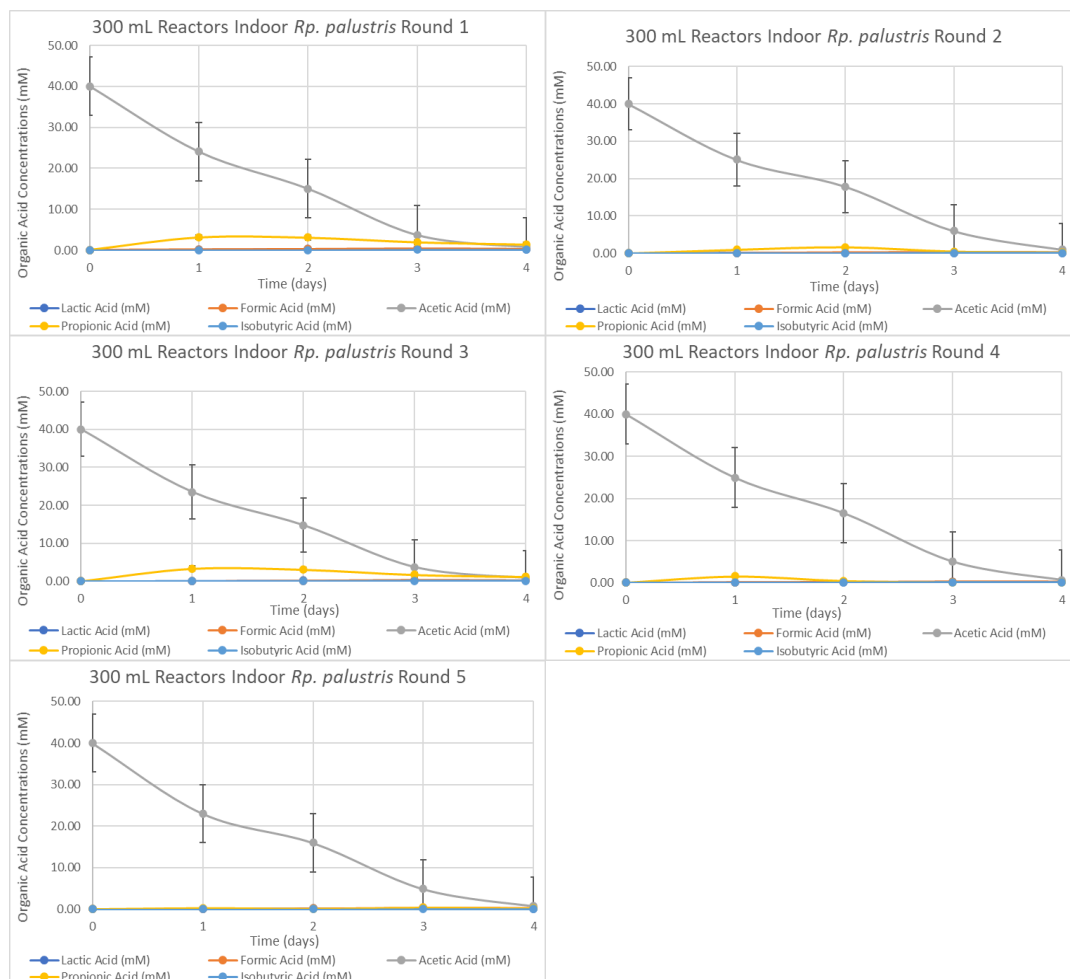 300 mL Reactors Indoor Rp. palustris Round 1
Organic Acid Concentrations (mM)
50.00
40.00
30.00
20.00
10.00
0.00
0 1 2 3 4
Time (days)
Lactic Acid (mM) Formic Acid (mM) Acetic Acid (mM)
Propionic Acid (mM) Isobutyric Acid (mM)
300 mL Reactors Indoor Rp. palustris Round 2
Organic Acid Concentrations (mM)
50.00
40.00
30.00
20.00
10.00
0.00
0 1 2 3 4
Time (days)
Lactic Acid (mM) Formic Acid (mM) Acetic Acid (mM)
Propionic Acid (mM) Isobutyric Acid (mM)
300 mL Reactors Indoor Rp. palustris Round 3
Organic Acid Concentrations (mM)
50.00
40.00
30.00
20.00
10.00
0.00
0 1 2 3 4
Time (days)
Lactic Acid (mM) Formic Acid (mM) Acetic Acid (mM)
Propionic Acid (mM) Isobutyric Acid (mM)
300 mL Reactors Indoor Rp. palustris Round 4
Organic Acid Concentrations (mM)
50.00
40.00
30.00
20.00
10.00
0.00
0 1 2 3 4
Time (days)
Lactic Acid (mM) Formic Acid (mM) Acetic Acid (mM)
Propionic Acid (mM) Isobutyric Acid (mM)
300 mL Reactors Indoor Rp. palustris Round 5
Organic Acid Concentrations (mM)
50.00
40.00
30.00
20.00
10.00
0.00
0 1 2 3 4
Time (days)
Lactic Acid (mM) Formic Acid (mM) Acetic Acid (mM)
Propionic Acid (mM) Isobutyric Acid (mM)